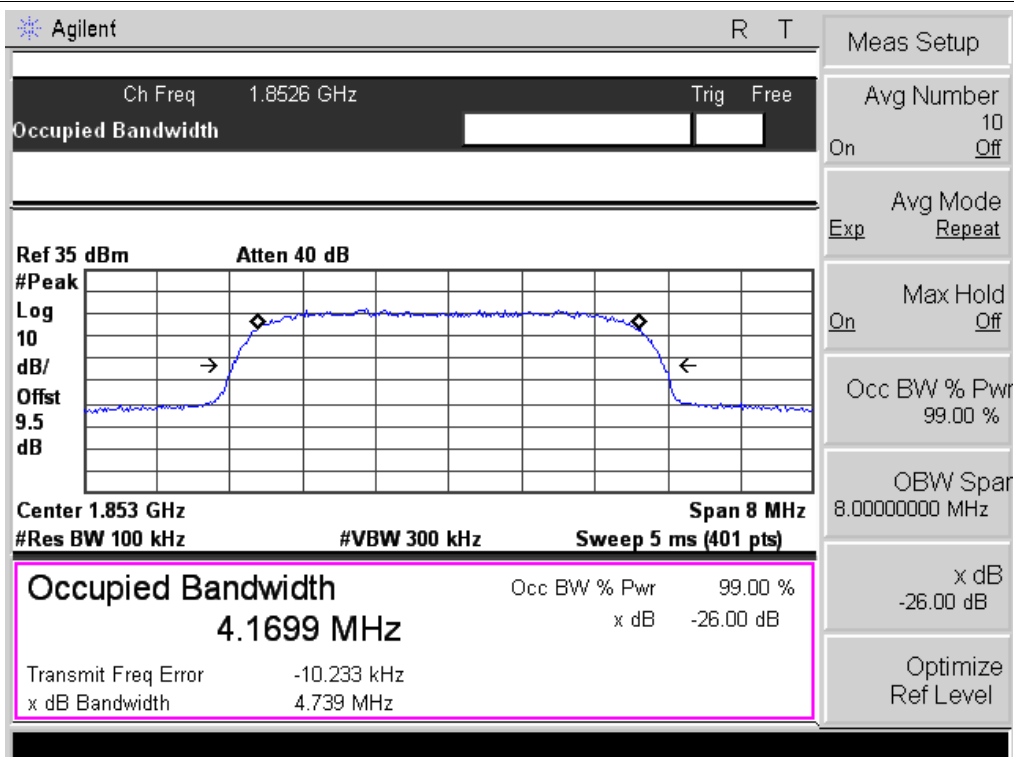 Agilent R T
Ch Freq 1.8526 GHz Trig Free
Occupied Bandwidth
Ref 35 dBm Atten 40 dB
#Peak
Log
10
dB/
Offst
9.5
dB
Center 1.853 GHz Span 8 MHz
#Res BW 100 kHz #VBW 300 kHz Sweep 5 ms (401 pts)
Occupied Bandwidth Occ BW % Pwr 99.00 %
4.1699 MHz x dB -26.00 dB
Transmit Freq Error -10.233 kHz
x dB Bandwidth 4.739 MHz
Meas Setup
Avg Number
10
On Off
Avg Mode
Exp Repeat
Max Hold
On Off
Occ BW % Pwr
99.00 %
OBW Span
8.00000000 MHz
x dB
-26.00 dB
Optimize
Ref Level